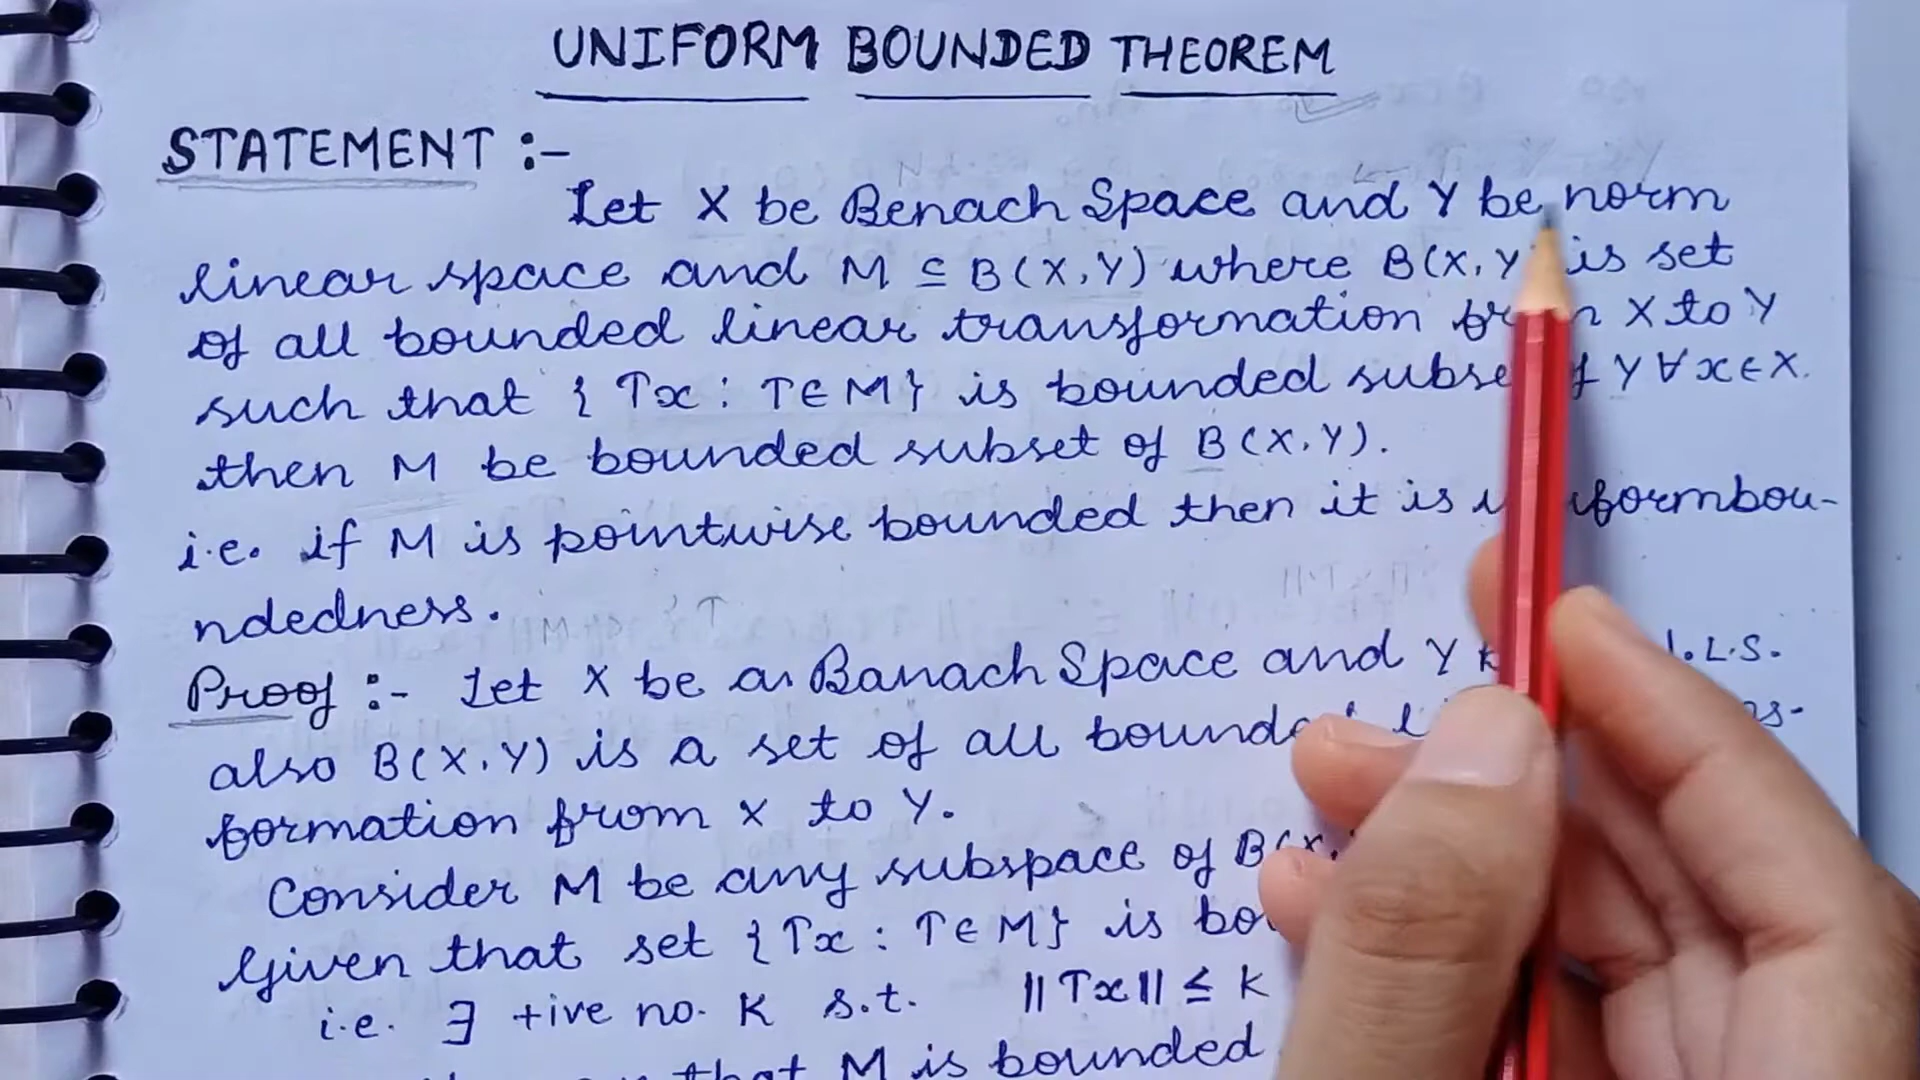 UNIFORM BOUNDED THEOREM
STATEMENT :-
Let X be Benach Space and Y be norm
linear space and M ⊆ B(X,Y) where B(X,Y is set
of all bounded linear transformation X to Y
such that { Tx : T∈M} is bounded Y ∀ x∈X.
then M be bounded subset of B(X,Y).
i.e. if M is pointwise bounded then it is
ndedness.
Proof :- Let X be a Banach Space and Y L.S.
also B(X,Y) is a set of all
formation from X to Y.
Consider M be any subspace of
Given that set {Tx : T∈M} is
i.e. ∃ +ive no. K s.t. ||Tx|| ≤ K
that M is bounded